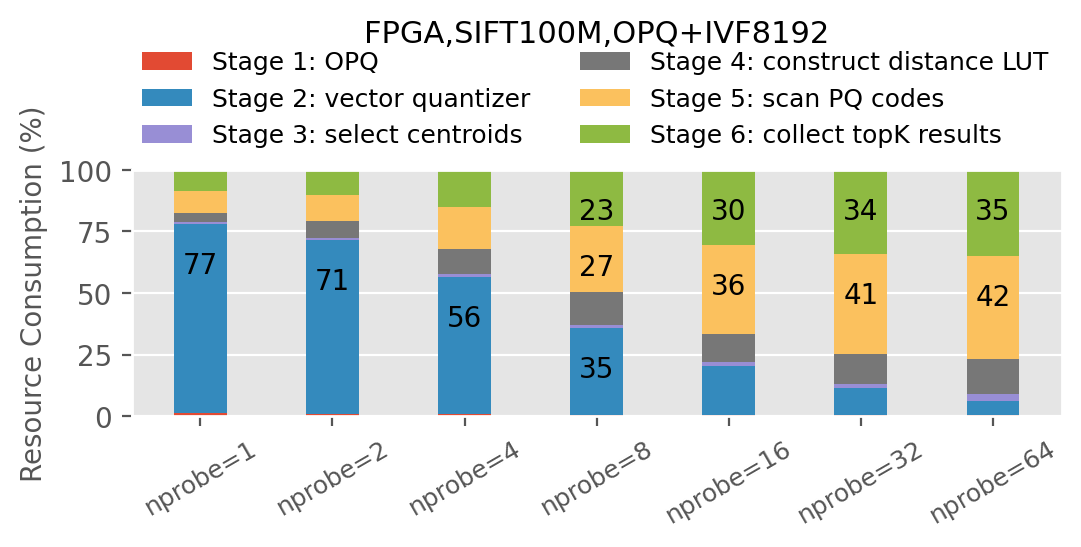 FPGA,SIFT100M,OPQ+IVF8192
Stage 1: OPQ
Stage 2: vector quantizer
Stage 3: select centroids
Stage 4: construct distance LUT
Stage 5: scan PQ codes
Stage 6: collect topK results
Resource Consumption (%)
100
75
50
25
0
77
71
56
23
27
35
30
36
34
41
35
42
nprobe=1
nprobe=2
nprobe=4
nprobe=8
nprobe=16
nprobe=32
nprobe=64